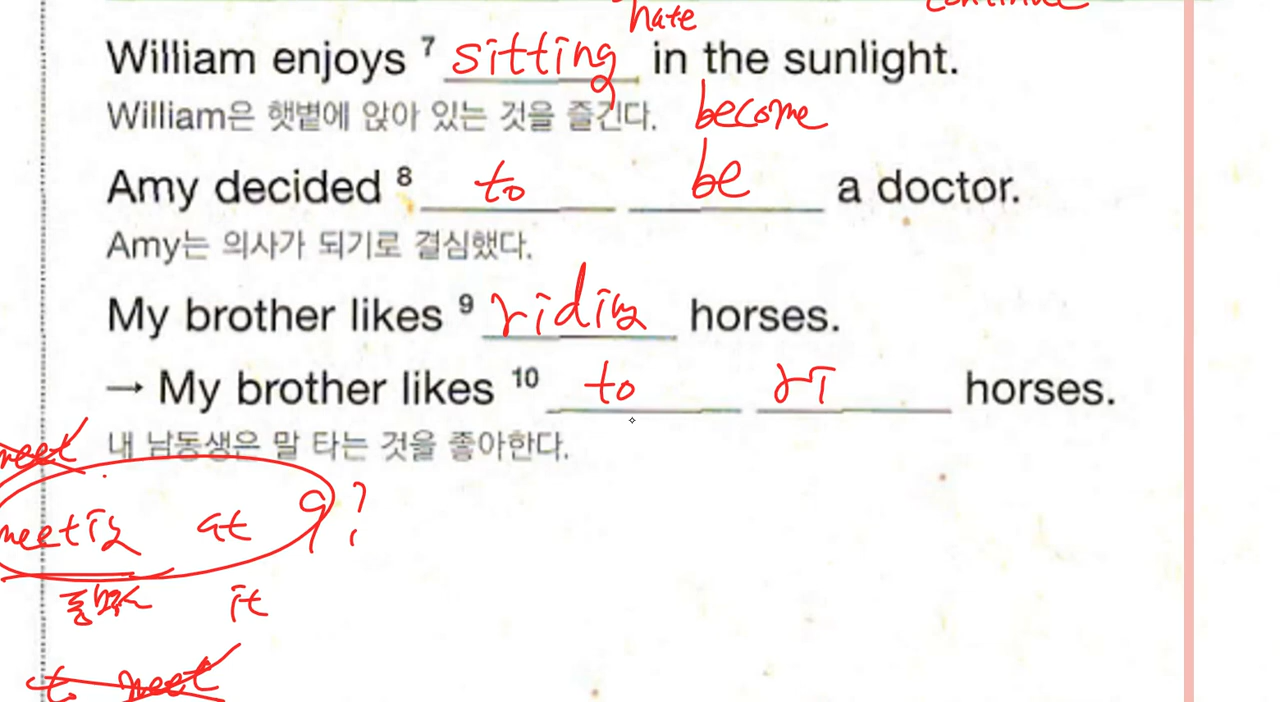 hate
William enjoys 7 sitting in the sunlight.
William은 햇볕에 앉아 있는 것을 즐긴다. become
Amy decided 8 to be a doctor.
Amy는 의사가 되기로 결심했다.
My brother likes 9 riding horses.
→ My brother likes 10 to ri horses.
내 남동생은 말 타는 것을 좋아한다.
meet
meeting at 9?
it
to meet